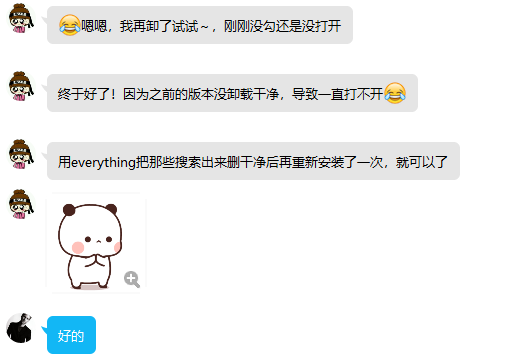 嗯嗯，我再卸了试试～，刚刚没勾还是没打开
终于好了！因为之前的版本没卸载干净，导致一直打不开
用everything把那些搜索出来删干净后再重新安装了一次，就可以了
好的